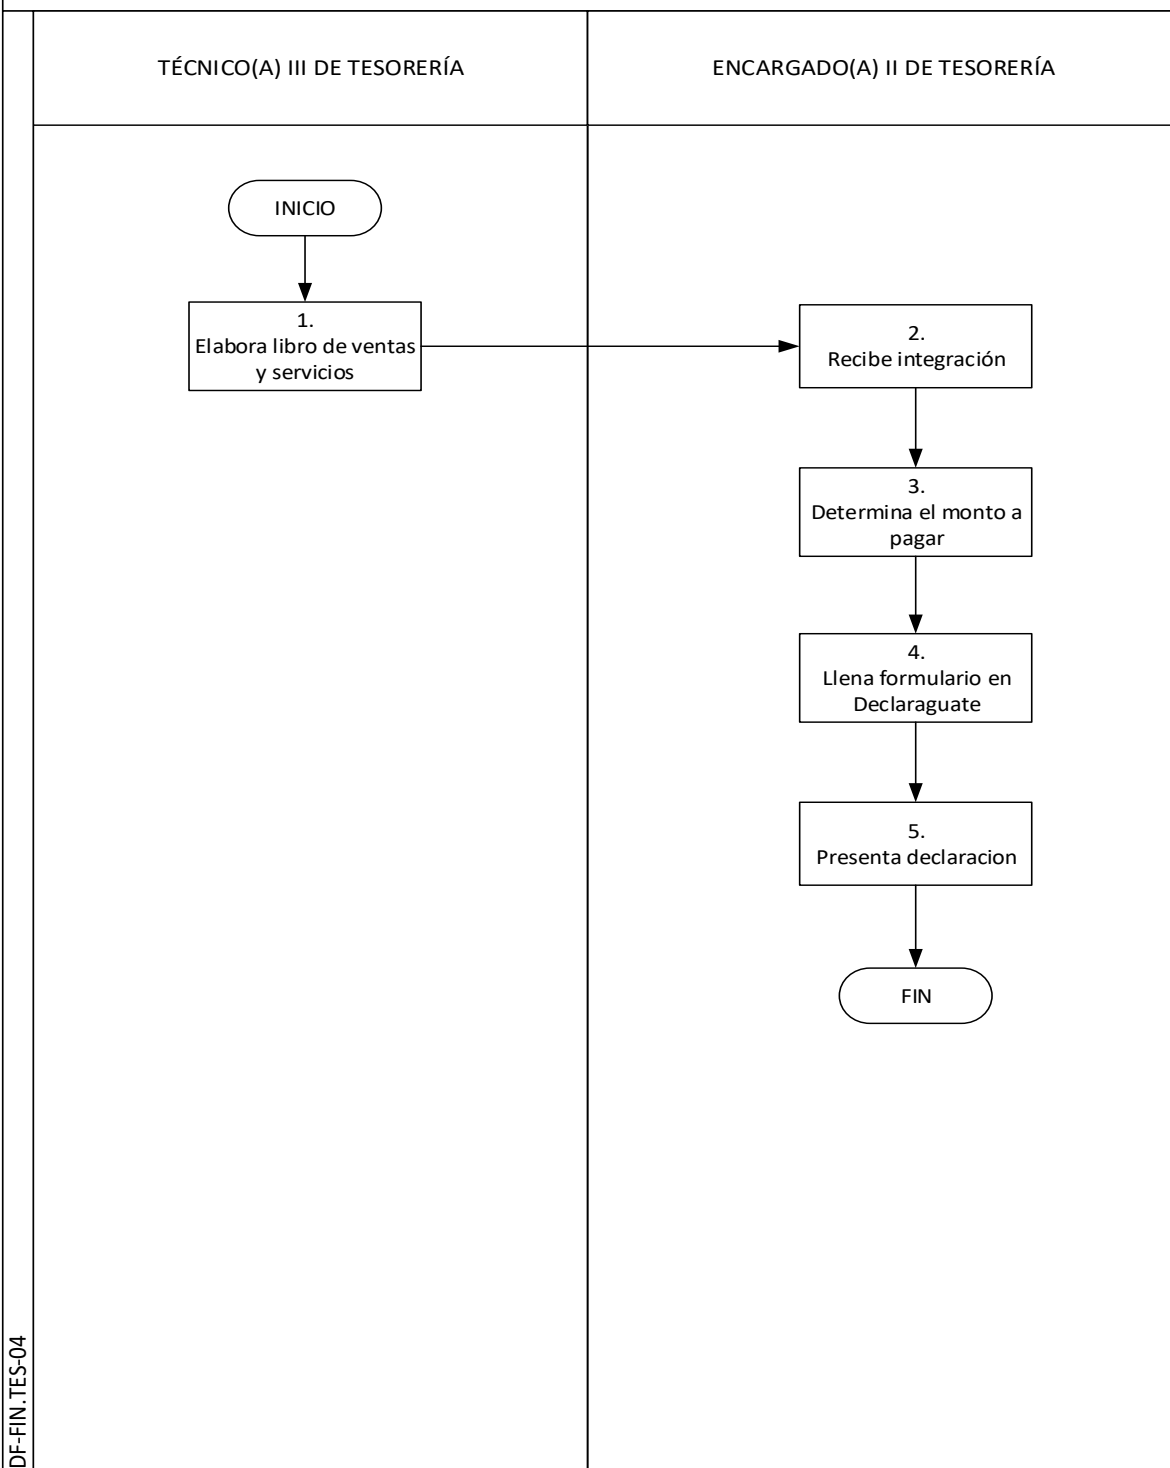 TÉCNICO(A) III DE TESORERÍA
ENCARGADO(A) II DE TESORERÍA
INICIO
1.
Elabora libro de ventas
y servicios
2.
Recibe integración
3.
Determina el monto a
pagar
4.
Llena formulario en
Declaraguate
5.
Presenta declaracion
FIN
DF-FIN.TES-04